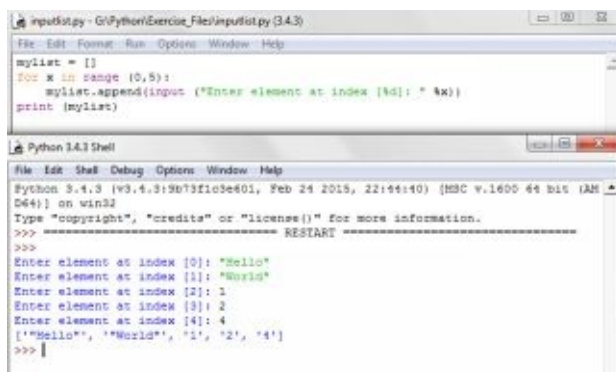 inputlist.py - G:\Python\Exercise_Files\inputlist.py (3.4.3)
File Edit Format Run Options Window Help
mylist = []
for x in range (0,5):
    mylist.append(input ("Enter element at index [%d]: " %x))
print (mylist)
Python 3.4.3 Shell
File Edit Shell Debug Options Window Help
Python 3.4.3 (v3.4.3:9b73f1c3e601, Feb 24 2015, 22:44:40) [MSC v.1600 64 bit (AM
D64)] on win32
Type "copyright", "credits" or "license()" for more information.
>>> ================================ RESTART ================================
>>>
Enter element at index [0]: "Hello"
Enter element at index [1]: "World"
Enter element at index [2]: 1
Enter element at index [3]: 2
Enter element at index [4]: 4
['"Hello"', '"World"', '1', '2', '4']
>>>